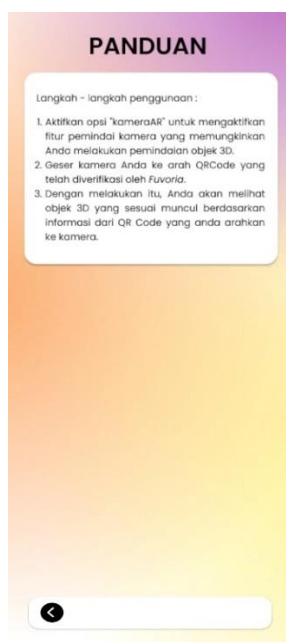 PANDUAN
Langkah - langkah penggunaan :
1. Aktifkan opsi "kameraAR" untuk mengaktifkan
fitur pemindai kamera yang memungkinkan
Anda melakukan pemindaian objek 3D.
2. Geser kamera Anda ke arah QRCode yang
telah diverifikasi oleh Fuvoria.
3. Dengan melakukan itu, Anda akan melihat
objek 3D yang sesuai muncul berdasarkan
informasi dari QR Code yang anda arahkan
ke kamera.